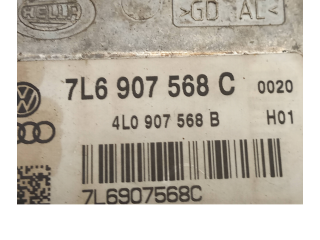 HELLA
>GD AL<
7L6 907 568 C 0020
4L0 907 568 B H01
7L6907568C